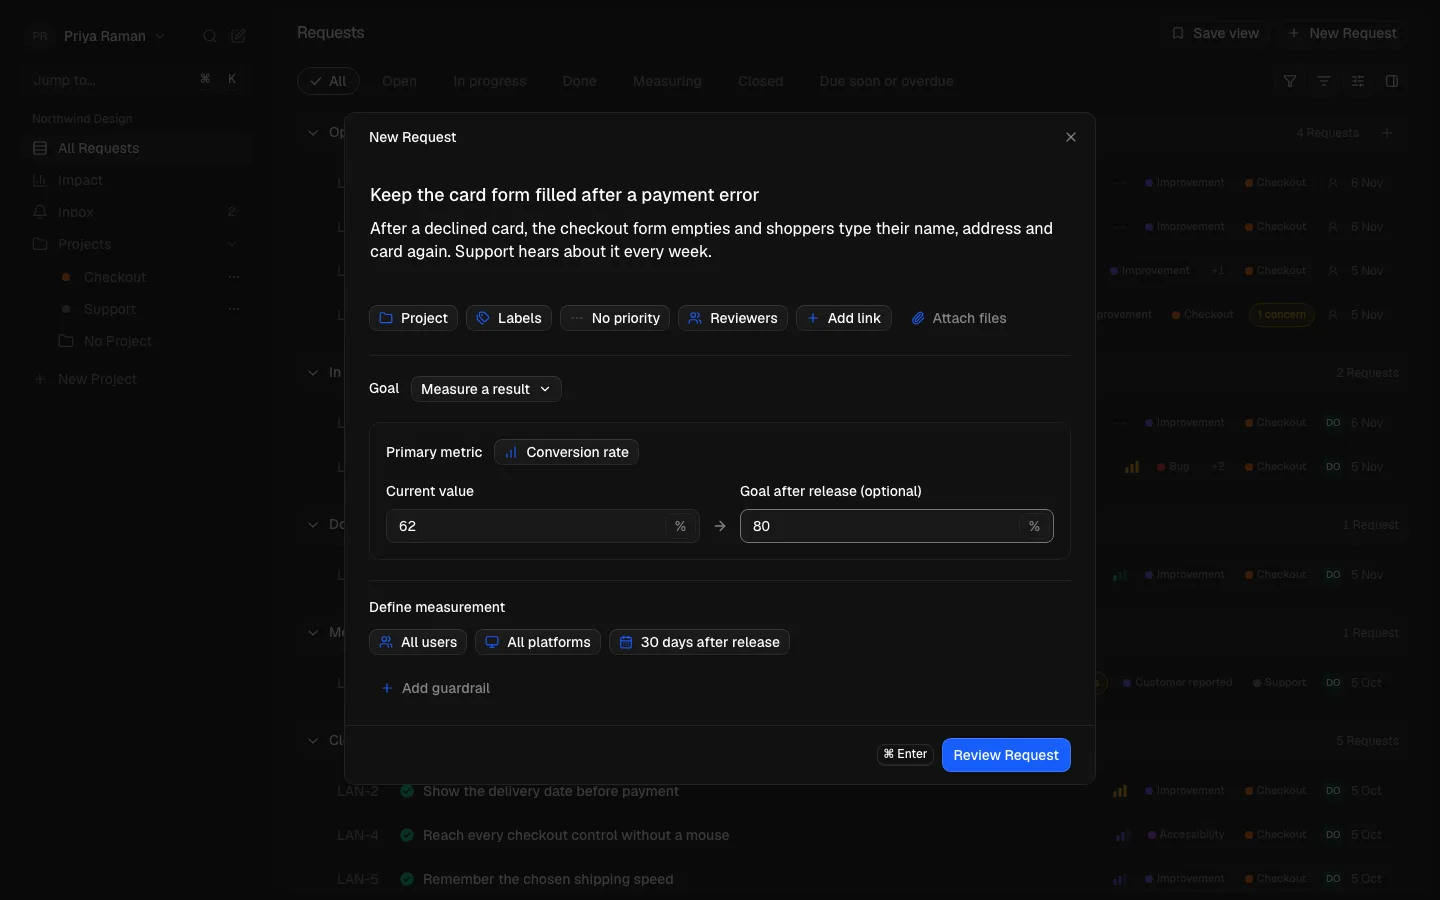 PR Priya Raman
Jump to... ⌘ K
Northwind Design
All Requests
Impact
Inbox 2
Projects
Checkout
Support
No Project
New Project
Requests
Save view
New Request
All Open In progress Done Measuring Closed Due soon or overdue
4 Requests
Improvement Checkout 6 Nov
Improvement Checkout 6 Nov
Improvement +1 Checkout 5 Nov
Checkout 1 concern 5 Nov
In
2 Requests
Improvement Checkout DO 6 Nov
Bug +2 Checkout DO 5 Nov
1 Request
Improvement Checkout DO 5 Nov
1 Request
Customer reported Support DO 5 Oct
5 Requests
New Request
Keep the card form filled after a payment error
After a declined card, the checkout form empties and shoppers type their name, address and
card again. Support hears about it every week.
Project Labels No priority Reviewers Add link Attach files
Goal Measure a result
Primary metric Conversion rate
Current value Goal after release (optional)
62 % → 80 %
Define measurement
All users All platforms 30 days after release
Add guardrail
⌘ Enter Review Request
LAN-2 Show the delivery date before payment Improvement Checkout DO 5 Oct
LAN-4 Reach every checkout control without a mouse Accessibility Checkout DO 5 Oct
LAN-5 Remember the chosen shipping speed Improvement Checkout DO 5 Oct